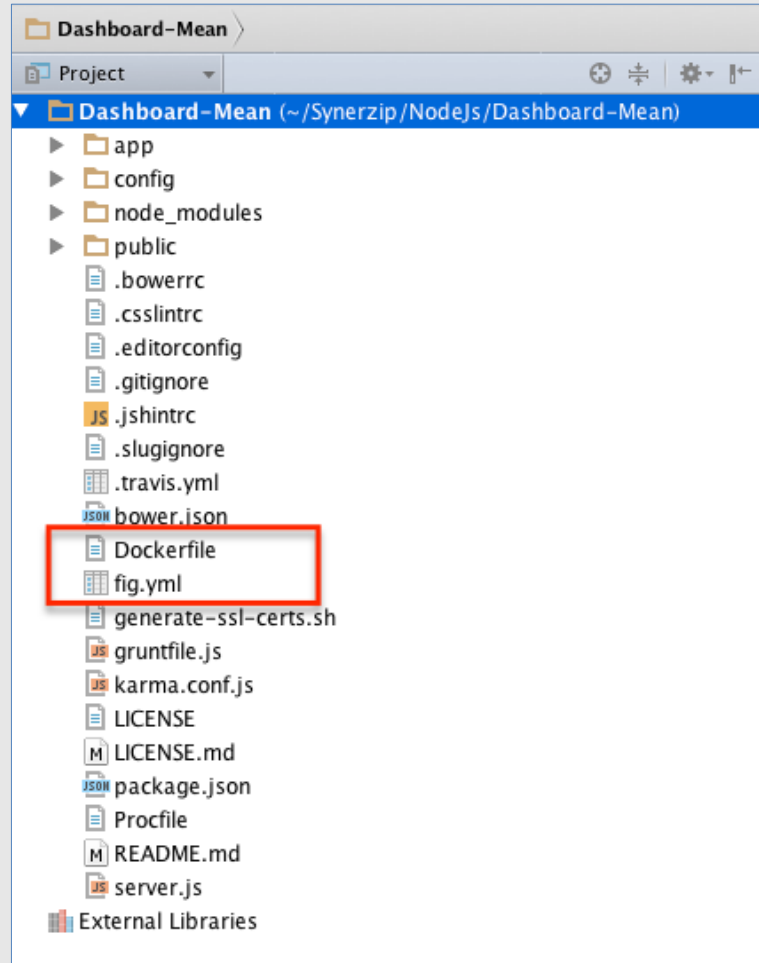 Dashboard-Mean
Project
Dashboard-Mean (~/Synerzip/NodeJs/Dashboard-Mean)
app
config
node_modules
public
.bowerrc
.csslintrc
.editorconfig
.gitignore
JS .jshintrc
.slugignore
.travis.yml
JSON bower.json
Dockerfile
fig.yml
generate-ssl-certs.sh
JS gruntfile.js
JS karma.conf.js
LICENSE
M LICENSE.md
JSON package.json
Procfile
M README.md
JS server.js
External Libraries